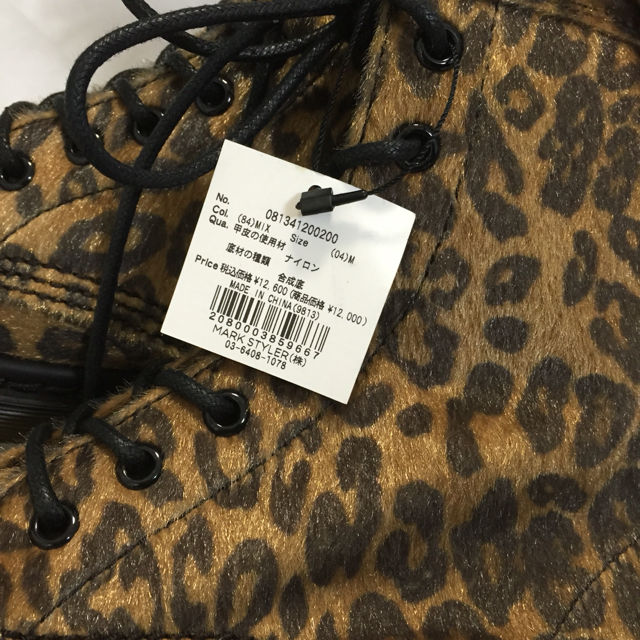 No. 081341200200
Col. (84)MIX Size (04)M
Qua. 甲皮の使用材 ナイロン
底材の種類 合成底
Price 税込価格¥12,600(商品価格 ¥12,000)
MADE IN CHINA(9813)
2080003859667
MARK STYLER(株)
03-6408-1078